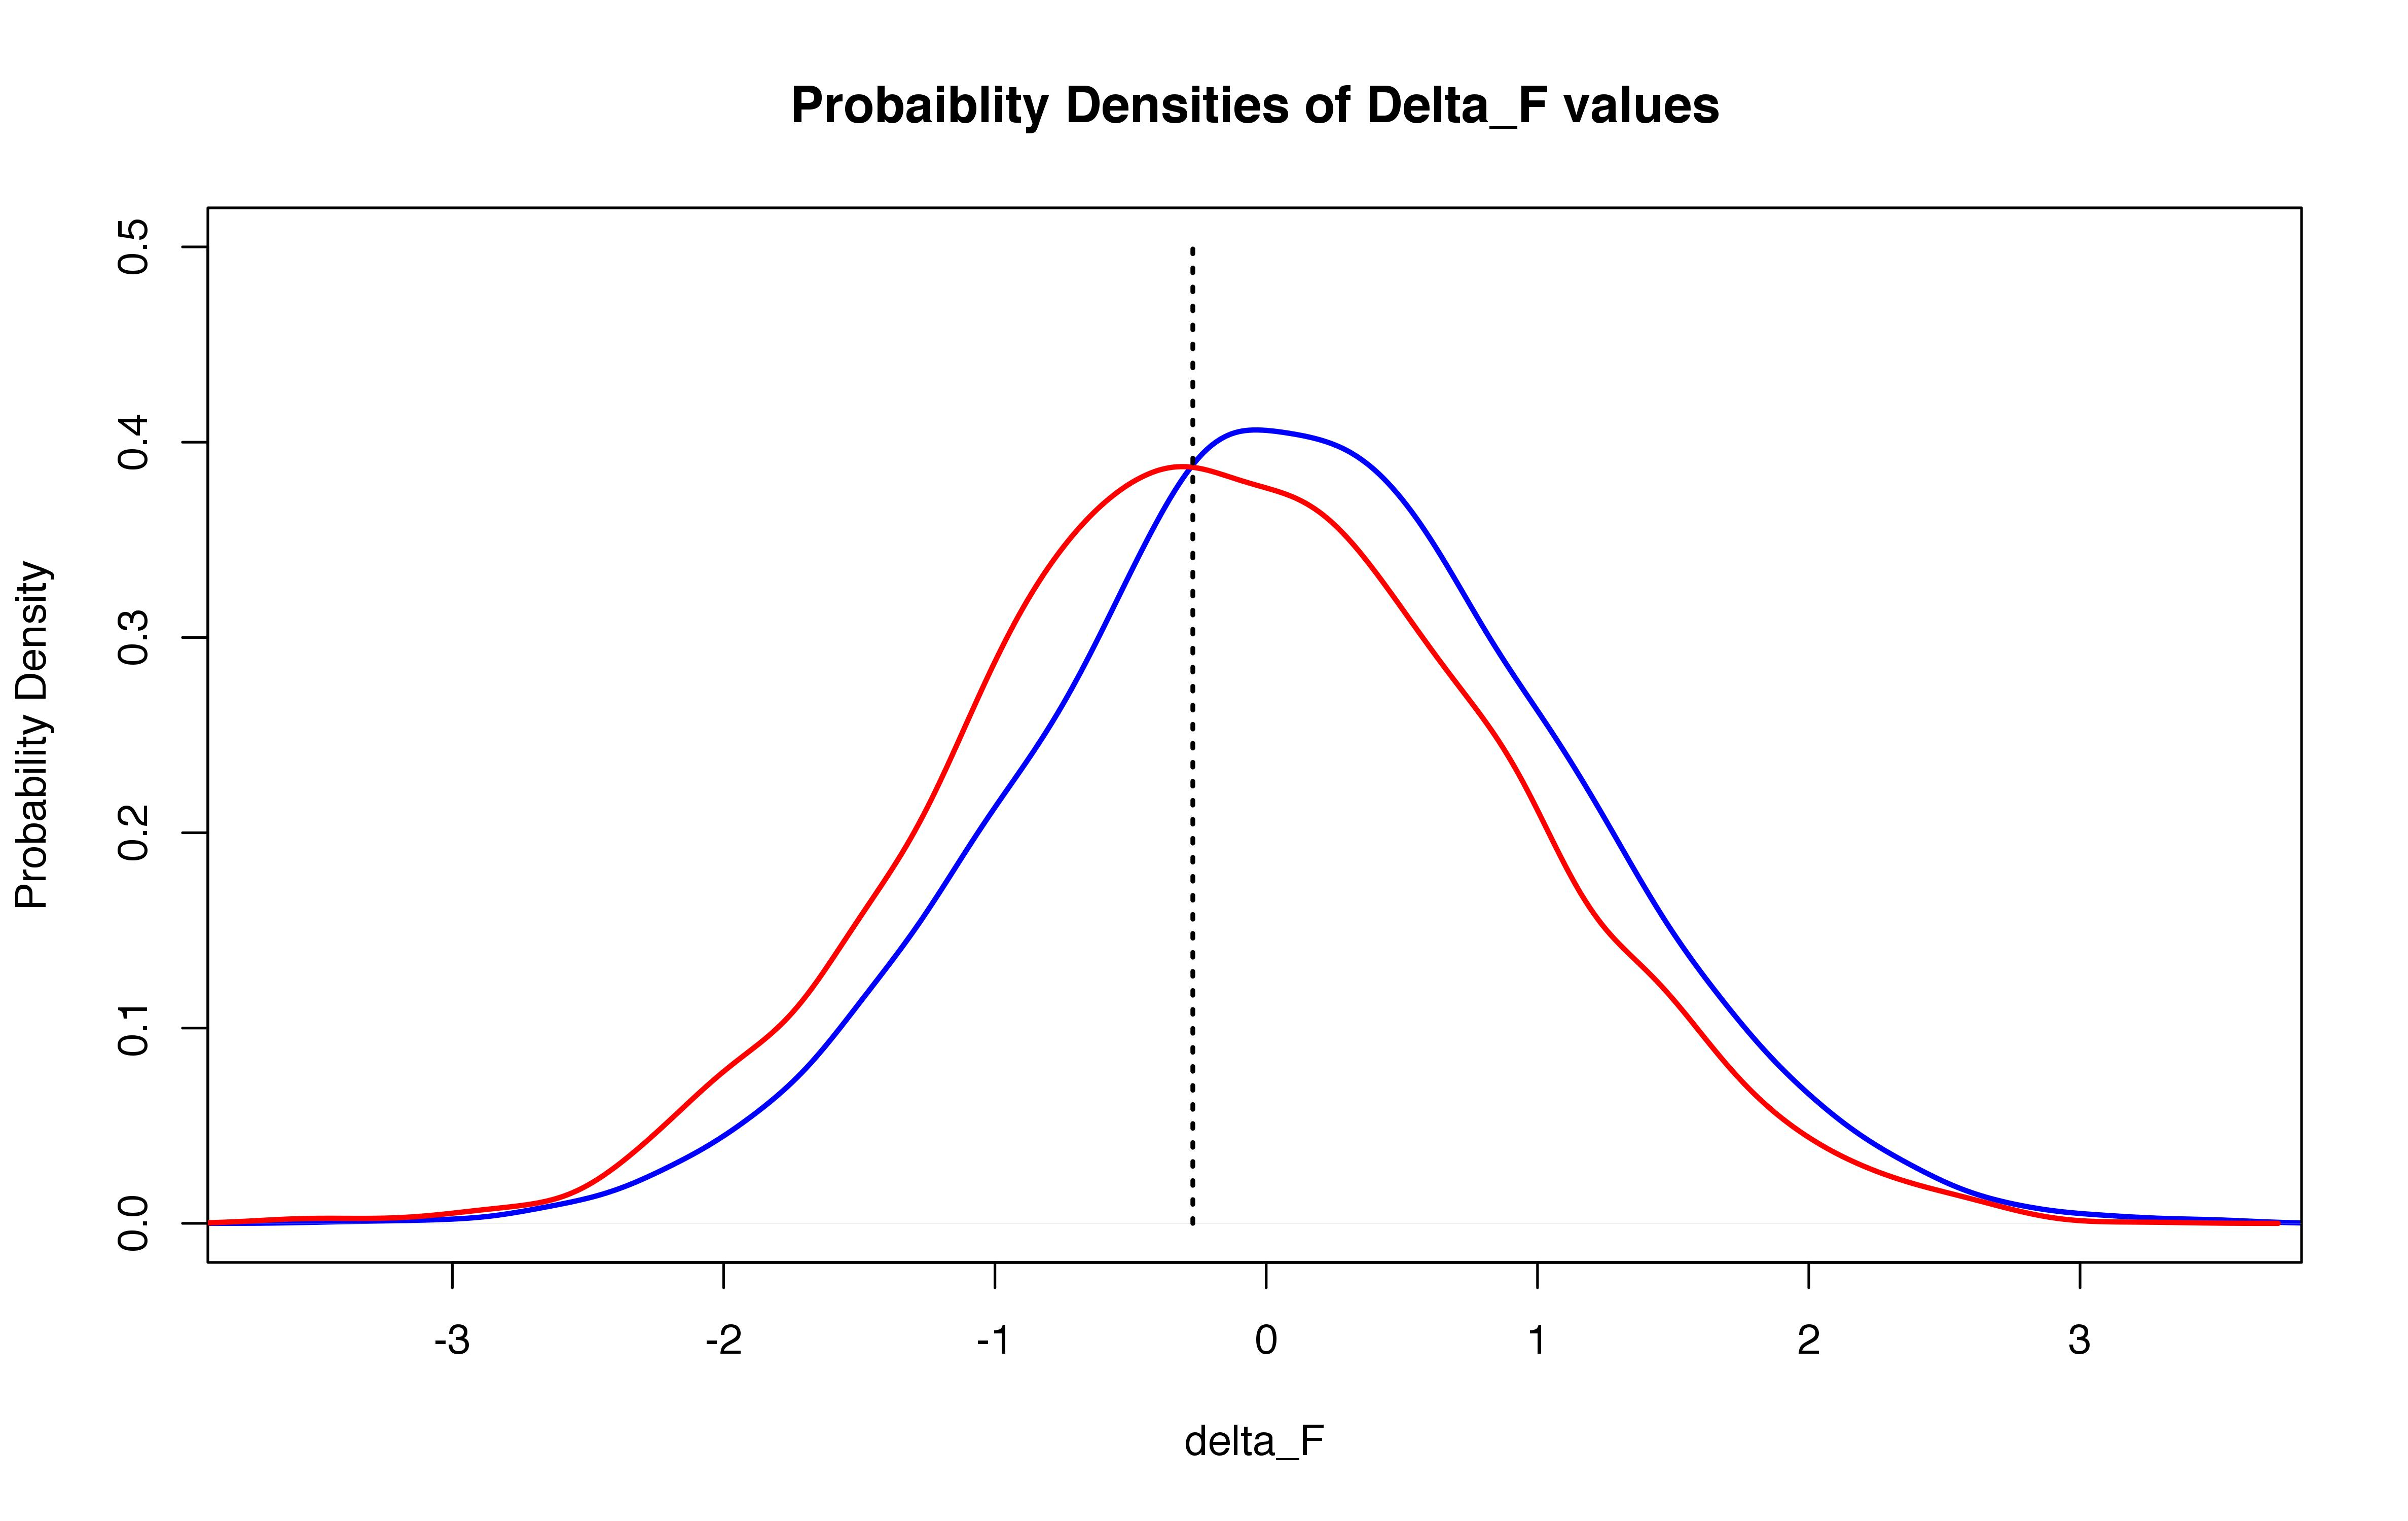 Probaiblity Densities of Delta_F values
Probability Density
0.5
0.4
0.3
0.2
0.1
0.0
-3 -2 -1 0 1 2 3
delta_F